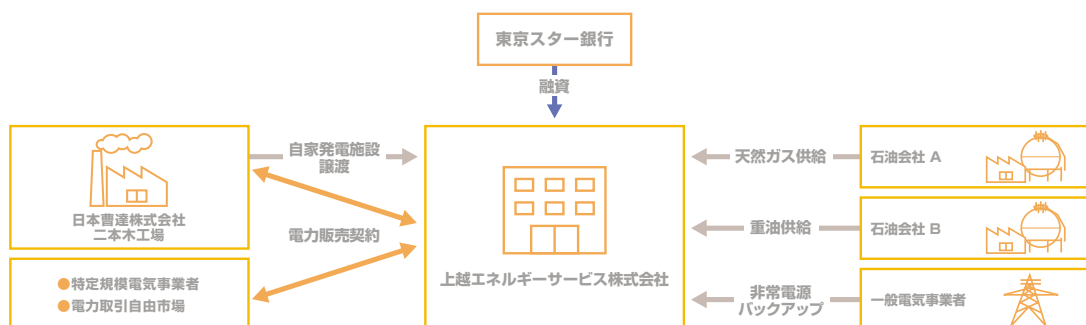 東京スター銀行
融資
日本曹達株式会社
二本木工場
自家発電施設
譲渡
電力販売契約
●特定規模電気事業者
●電力取引自由市場
上越エネルギーサービス株式会社
天然ガス供給
石油会社 A
重油供給
石油会社 B
非常電源
バックアップ
一般電気事業者